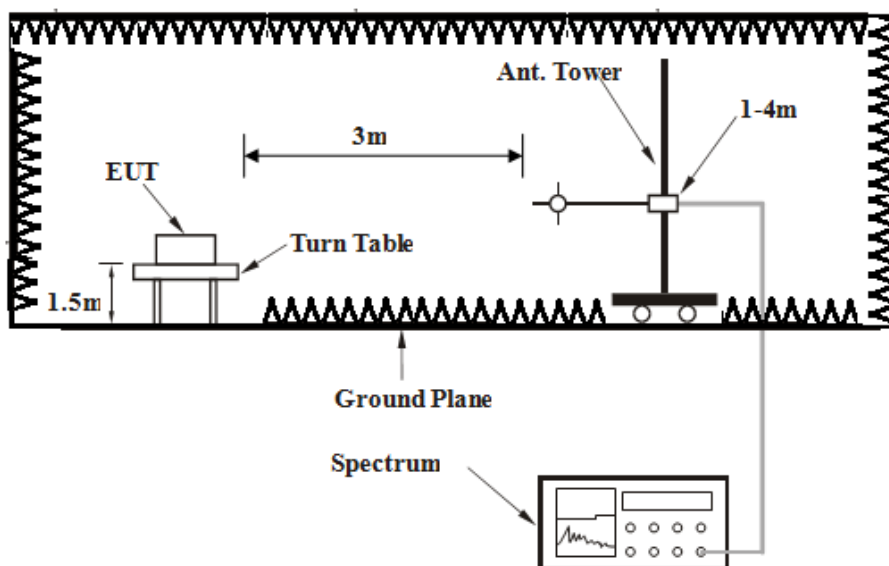 Ant. Tower
1-4m
3m
EUT
Turn Table
1.5m
Ground Plane
Spectrum